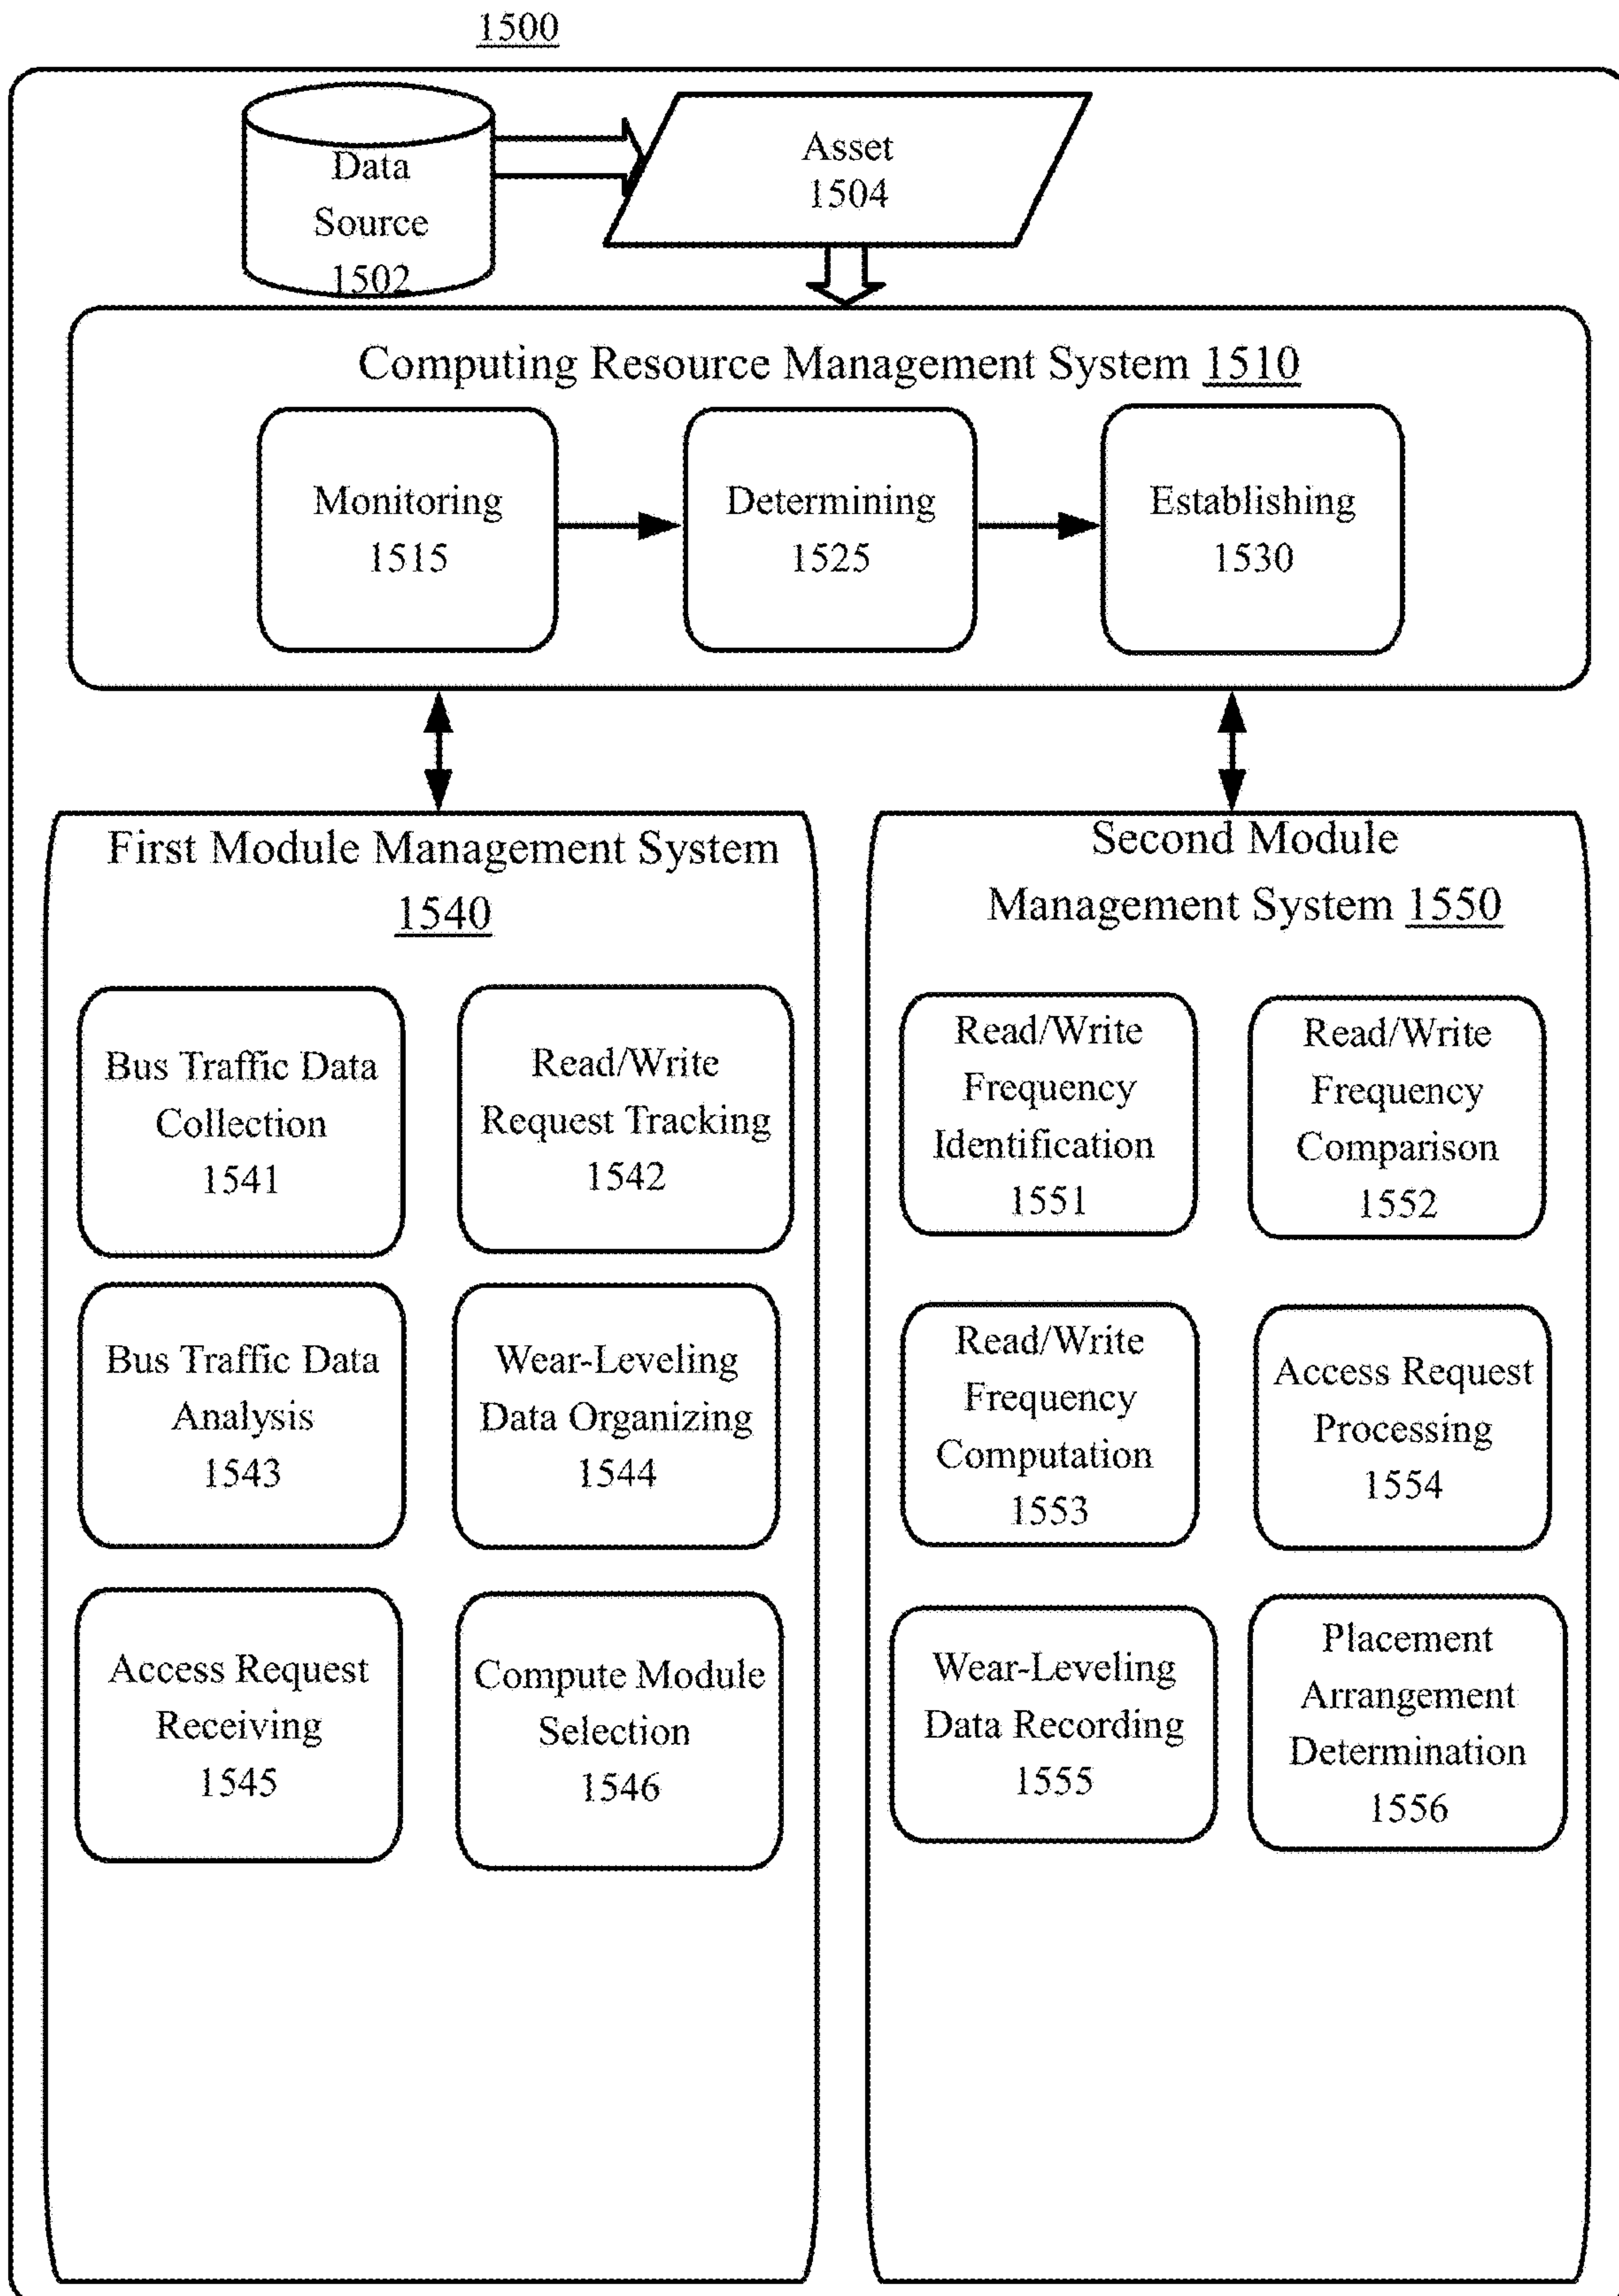 1500
Data
Source
1502
Asset
1504
Computing Resource Management System 1510
Monitoring
1515
Determining
1525
Establishing
1530
First Module Management System
1540
Bus Traffic Data
Collection
1541
Read/Write
Request Tracking
1542
Bus Traffic Data
Analysis
1543
Wear-Leveling
Data Organizing
1544
Access Request
Receiving
1545
Compute Module
Selection
1546
Second Module
Management System 1550
Read/Write
Frequency
Identification
1551
Read/Write
Frequency
Comparison
1552
Read/Write
Frequency
Computation
1553
Access Request
Processing
1554
Wear-Leveling
Data Recording
1555
Placement
Arrangement
Determination
1556